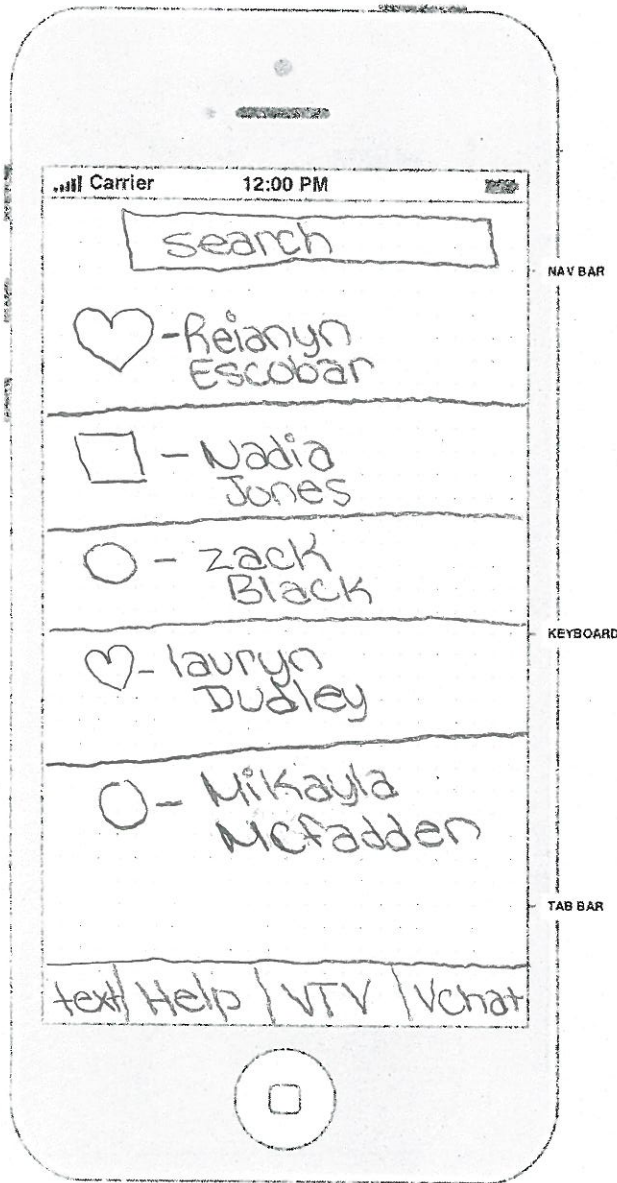 Carrier 12:00 PM
search
NAV BAR
-Reianyn
Escobar
- Nadia
Jones
- zack
Black
KEYBOARD
- lauryn
Dudley
- Mikayla
Mcfadden
TAB BAR
text Help VTV Vchat